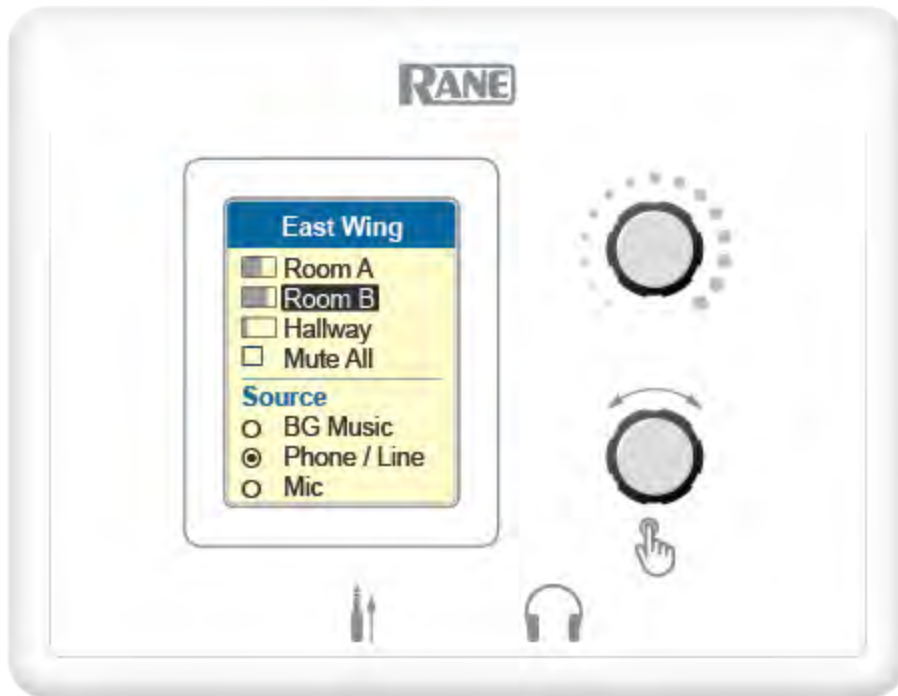 RANE
East Wing
Room A
Room B
Hallway
Mute All
Source
BG Music
Phone / Line
Mic